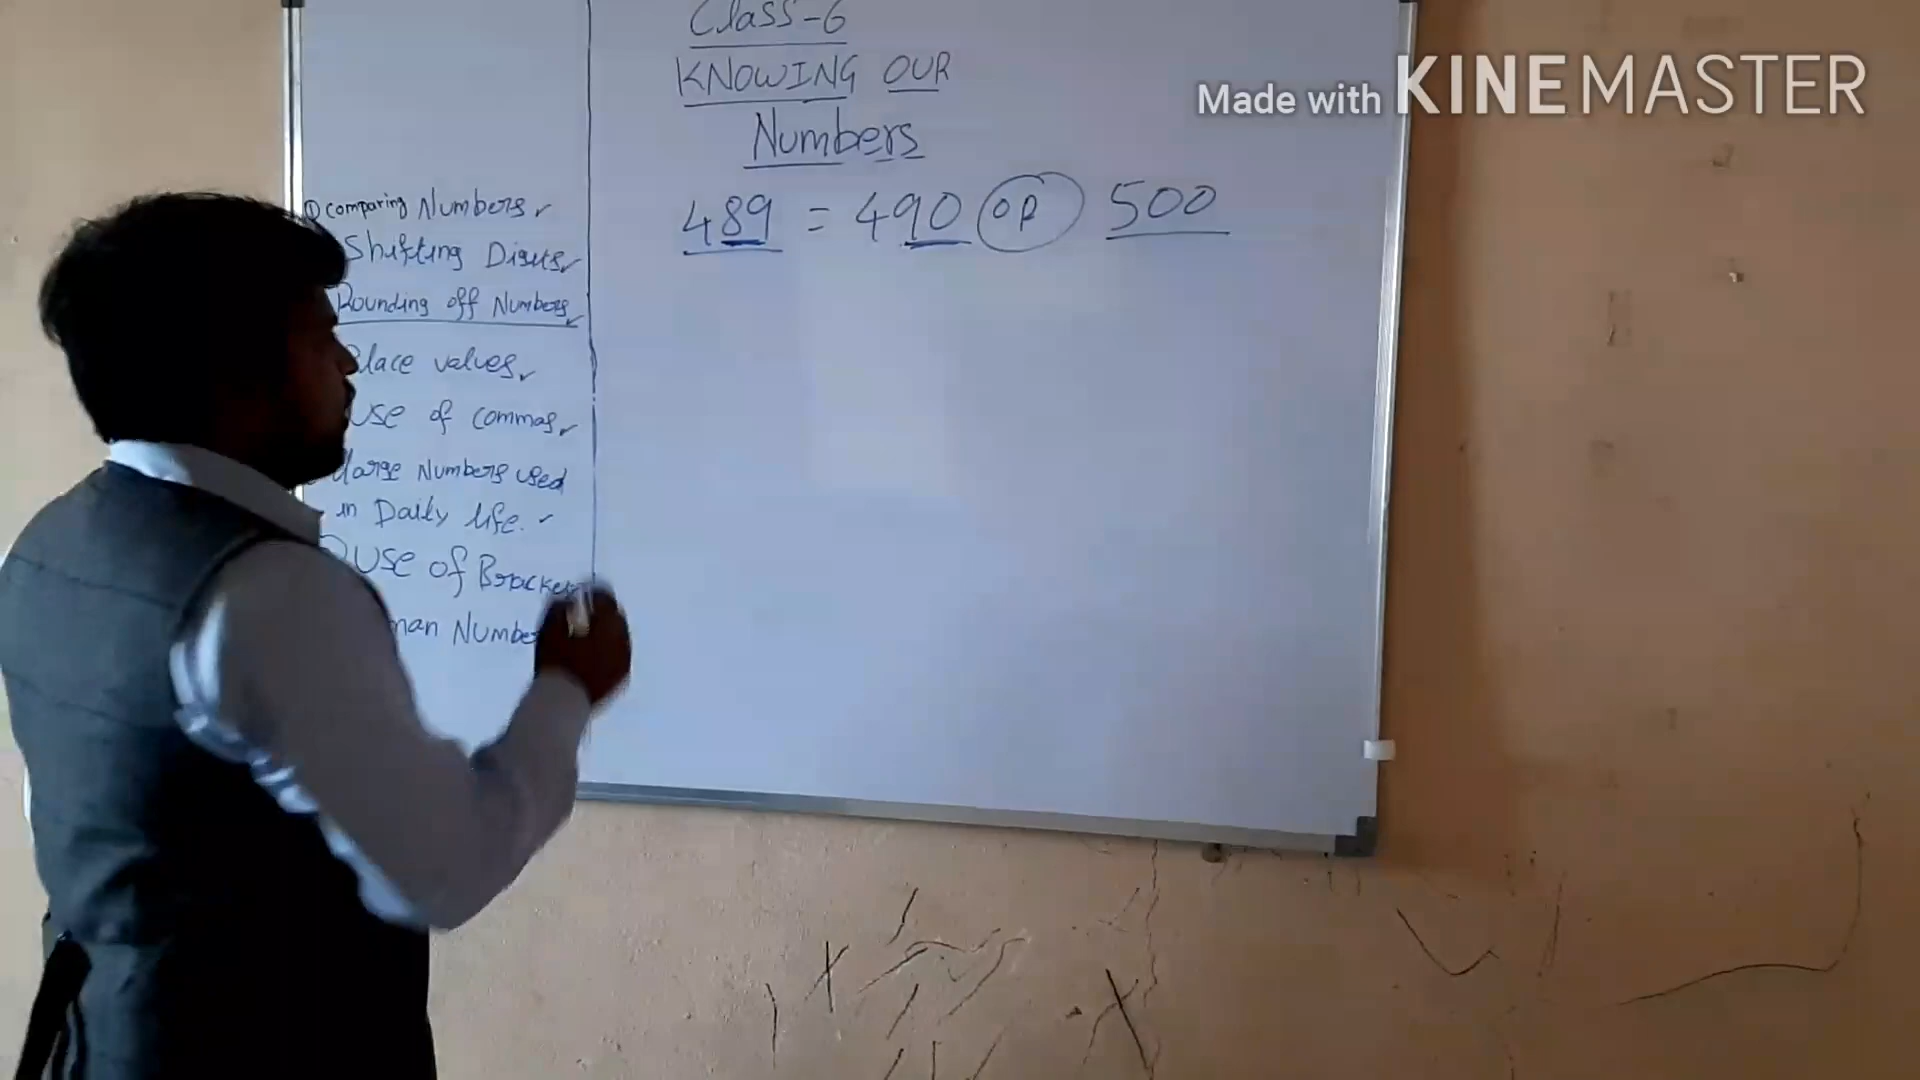 Class-6
KNOWING OUR
Numbers
489 = 490 OR 500
① Comparing Numbers
Shifting Digits
Rounding off Numbers
Place values
Use of commas
large Numbers used
in Daily life.
Use of
Made with KINEMASTER